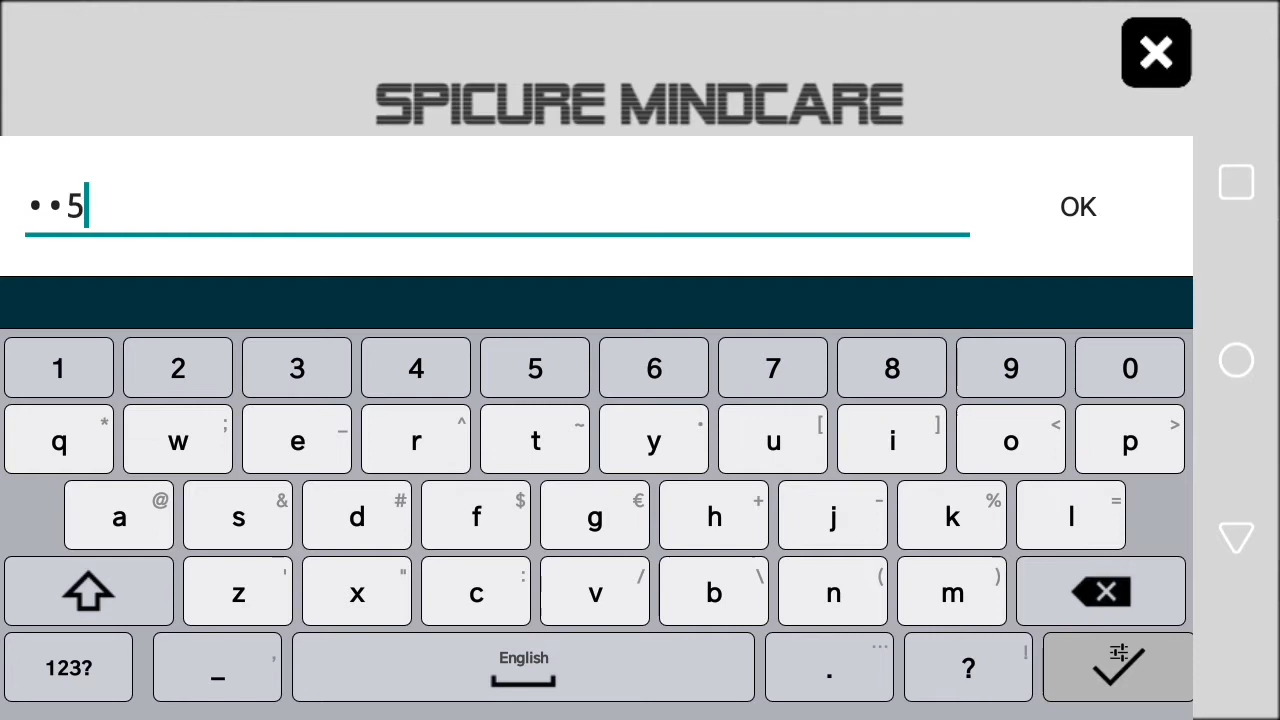 SPICURE MINDCARE
••5
OK
1 2 3 4 5 6 7 8 9 0
q * w ; e _ r ^ t ~ y · u [ i ] o < p >
a @ s & d # f $ g € h + j - k % l =
z ' x " c : v / b \ n ( m )
123? _ , English . ... ? !